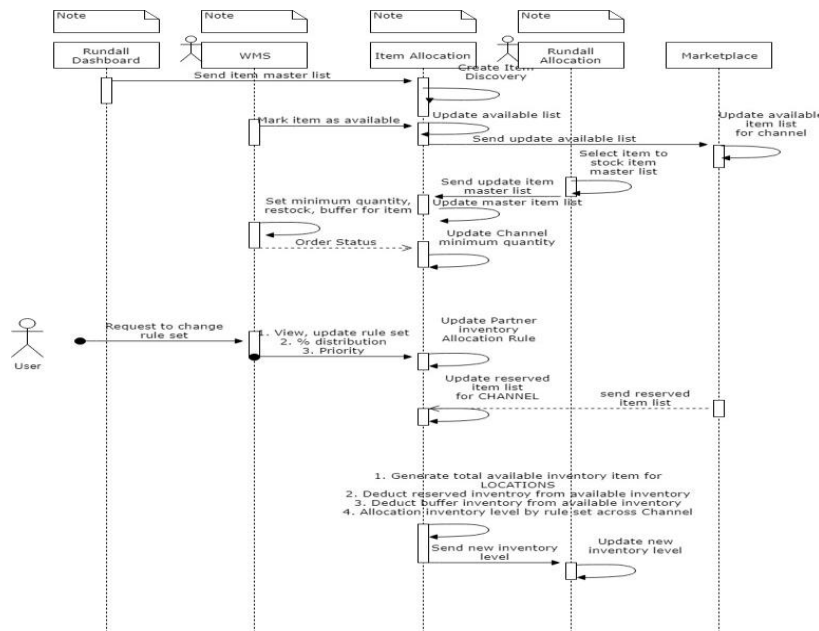 Note
Note
Note
Note
Rundall
Dashboard
WMS
Item Allocation
Rundall
Allocation
Marketplace
Send item master list
Create Item
Discovery
Mark item as available
Update available list
Send update available list
Update available
item list
for channel
Select item to
stock item
master list
Send update item
master list
Update master item list
Set minimum quantity,
restock, buffer for item
Order Status
Update Channel
minimum quantity
User
Request to change
rule set
1. View, update rule set
2. % distribution
3. Priority
Update Partner
inventory
Allocation Rule
Update reserved
item list
for CHANNEL
send reserved
item list
1. Generate total available inventory item for
LOCATIONS
2. Deduct reserved inventroy from available inventory
3. Deduct buffer inventory from available inventory
4. Allocation inventory level by rule set across Channel
Send new inventory
level
Update new
inventory level